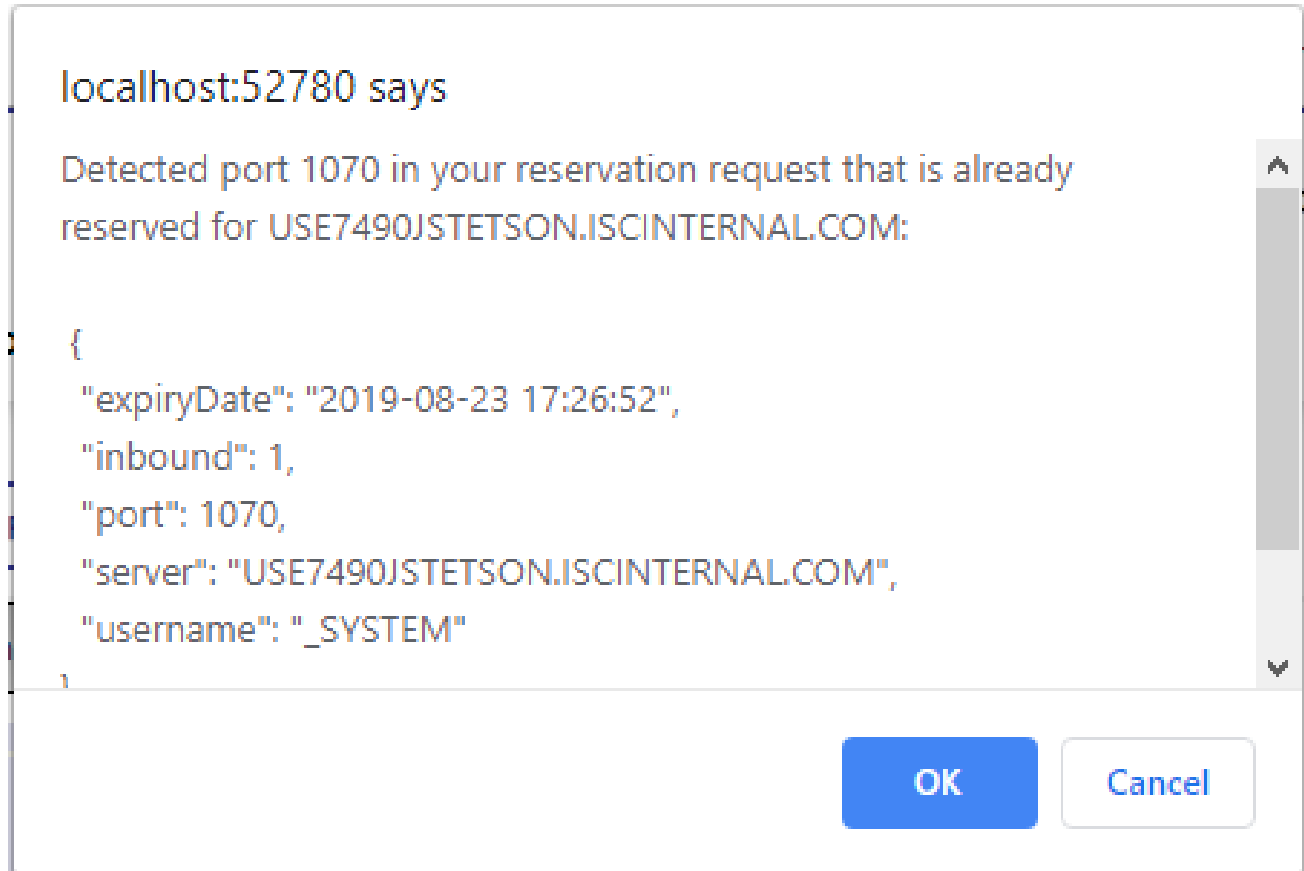 localhost:52780 says
Detected port 1070 in your reservation request that is already
reserved for USE7490JSTETSON.ISCINTERNAL.COM:
{
"expiryDate": "2019-08-23 17:26:52",
"inbound": 1,
"port": 1070,
"server": "USE7490JSTETSON.ISCINTERNAL.COM",
"username": "_SYSTEM"
OK Cancel